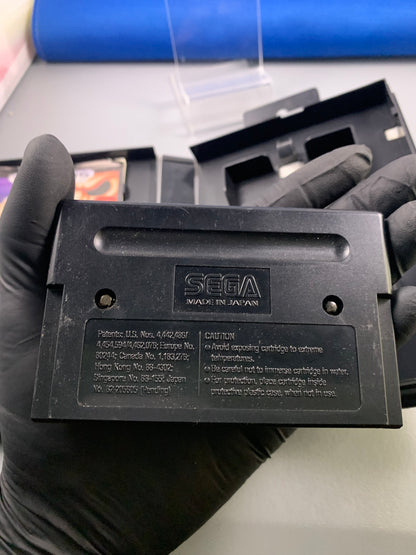 SEGA
MADE IN JAPAN
Patents: U.S. Nos. 4,442,486/
4,454,594/4,462,076; Europe No.
80244; Canada No. 1,183,276;
Hong Kong No. 88-4302;
Singapore No. 88-155; Japan
No. 82-205605 (Pending)
CAUTION
• Avoid exposing cartridge to extreme
temperatures.
• Be careful not to immerse cartridge in water.
• For protection, place cartridge inside
protective plastic case, when not in use.